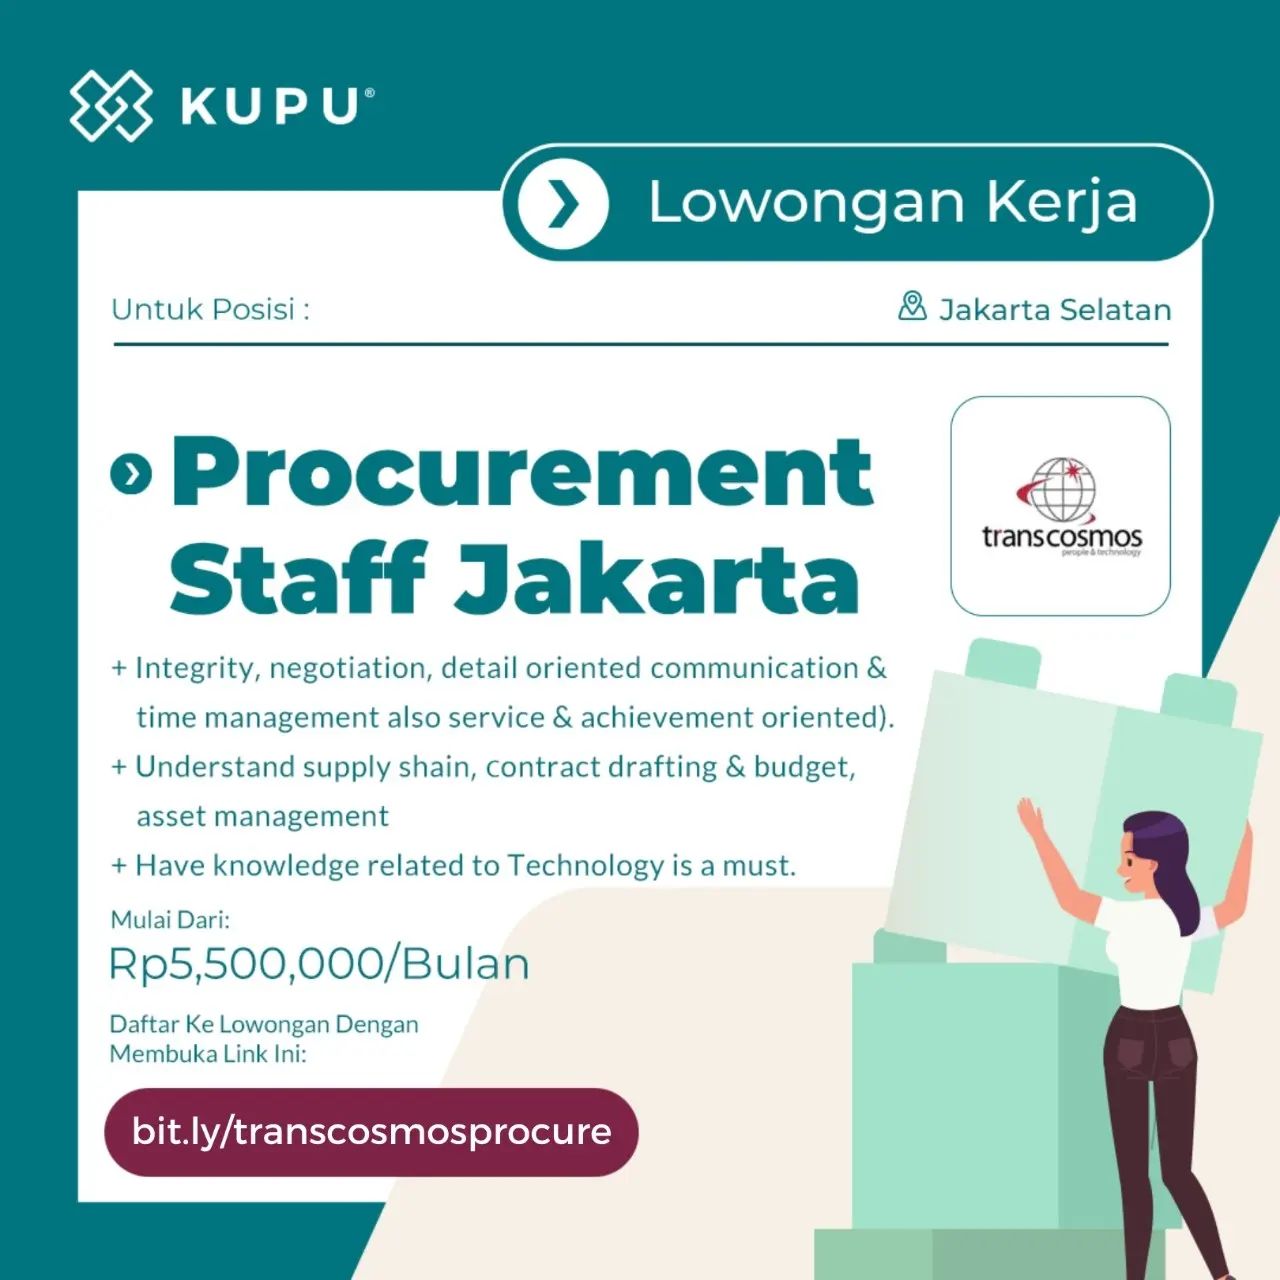 KUPU®
Lowongan Kerja
Untuk Posisi :
Jakarta Selatan
Procurement
Staff Jakarta
transcosmos
people & technology
+ Integrity, negotiation, detail oriented communication &
time management also service & achievement oriented).
+ Understand supply shain, contract drafting & budget,
asset management
+ Have knowledge related to Technology is a must.
Mulai Dari:
Rp5,500,000/Bulan
Daftar Ke Lowongan Dengan
Membuka Link Ini:
bit.ly/transcosmosprocure